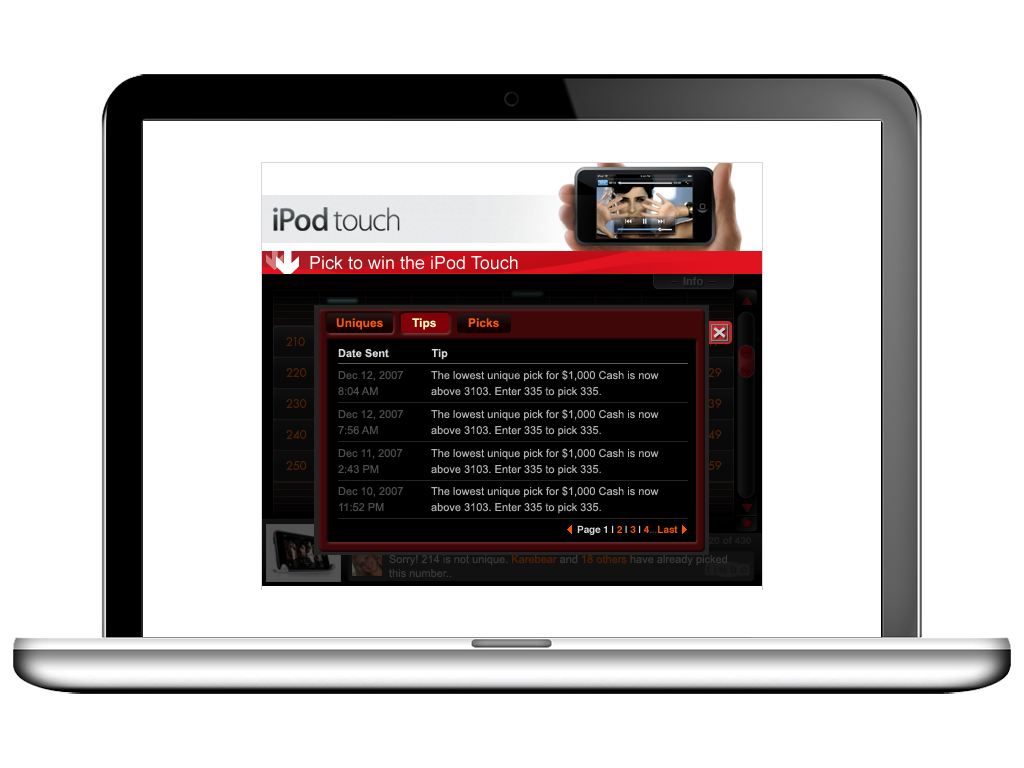 iPod touch
Pick to win the iPod Touch
Info
Uniques Tips Picks
Date Sent Tip
210
Dec 12, 2007 The lowest unique pick for $1,000 Cash is now
8:04 AM above 3103. Enter 335 to pick 335.
220 29
Dec 12, 2007 The lowest unique pick for $1,000 Cash is now
7:56 AM above 3103. Enter 335 to pick 335.
230 39
240 49
Dec 11, 2007 The lowest unique pick for $1,000 Cash is now
2:43 PM above 3103. Enter 335 to pick 335.
250 59
Dec 10, 2007 The lowest unique pick for $1,000 Cash is now
11:52 PM above 3103. Enter 335 to pick 335.
Page 1 | 2 | 3 | 4...Last
20 of 430
Sorry! 214 is not unique. Karebear and 18 others have already picked
this number..